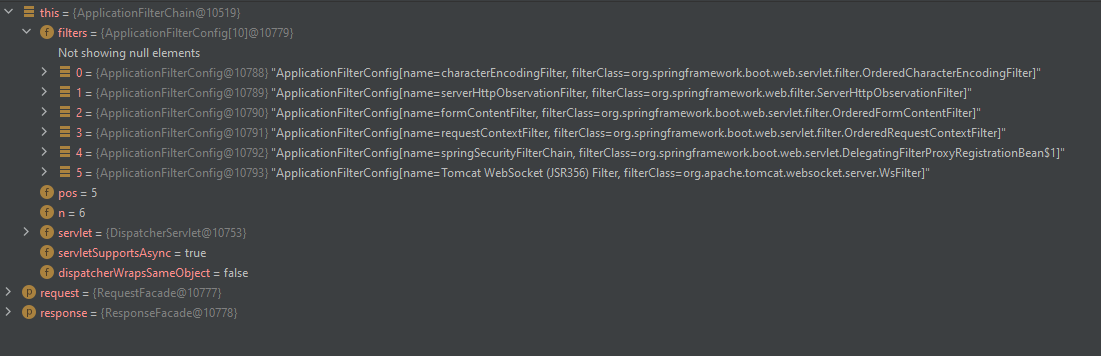 this = {ApplicationFilterChain@10519}
f filters = {ApplicationFilterConfig[10]@10779}
Not showing null elements
0 = {ApplicationFilterConfig@10788} "ApplicationFilterConfig[name=characterEncodingFilter, filterClass=org.springframework.boot.web.servlet.filter.OrderedCharacterEncodingFilter]"
1 = {ApplicationFilterConfig@10789} "ApplicationFilterConfig[name=serverHttpObservationFilter, filterClass=org.springframework.web.filter.ServerHttpObservationFilter]"
2 = {ApplicationFilterConfig@10790} "ApplicationFilterConfig[name=formContentFilter, filterClass=org.springframework.boot.web.servlet.filter.OrderedFormContentFilter]"
3 = {ApplicationFilterConfig@10791} "ApplicationFilterConfig[name=requestContextFilter, filterClass=org.springframework.boot.web.servlet.filter.OrderedRequestContextFilter]"
4 = {ApplicationFilterConfig@10792} "ApplicationFilterConfig[name=springSecurityFilterChain, filterClass=org.springframework.boot.web.servlet.DelegatingFilterProxyRegistrationBean$1]"
5 = {ApplicationFilterConfig@10793} "ApplicationFilterConfig[name=Tomcat WebSocket (JSR356) Filter, filterClass=org.apache.tomcat.websocket.server.WsFilter]"
f pos = 5
f n = 6
f servlet = {DispatcherServlet@10753}
f servletSupportsAsync = true
f dispatcherWrapsSameObject = false
p request = {RequestFacade@10777}
p response = {ResponseFacade@10778}